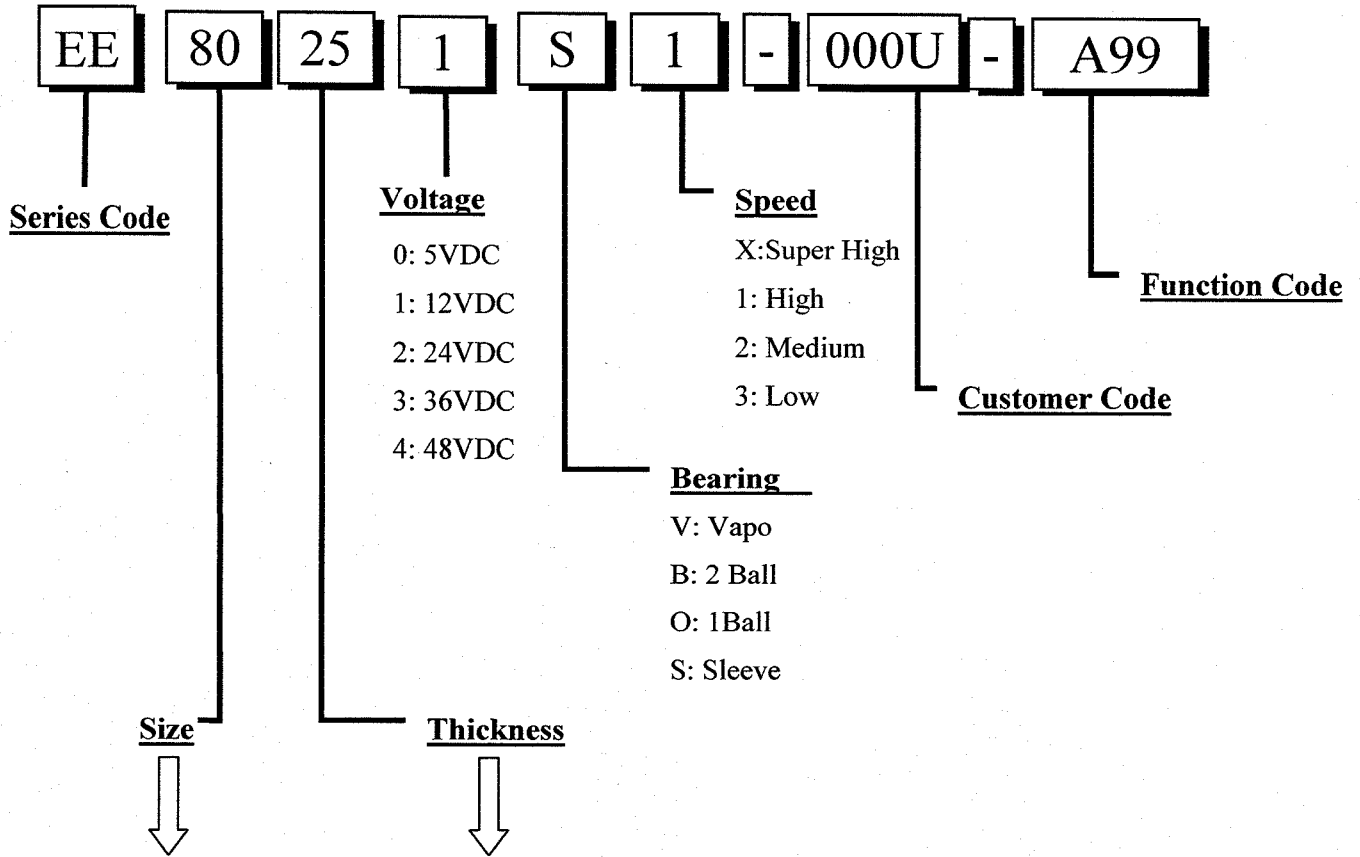 EE 80 25 1 S 1 - 000U - A99
Series Code
Voltage
0: 5VDC
1: 12VDC
2: 24VDC
3: 36VDC
4: 48VDC
Speed
X:Super High
1: High
2: Medium
3: Low
Function Code
Customer Code
Bearing
V: Vapo
B: 2 Ball
O: 1Ball
S: Sleeve
Size
Thickness